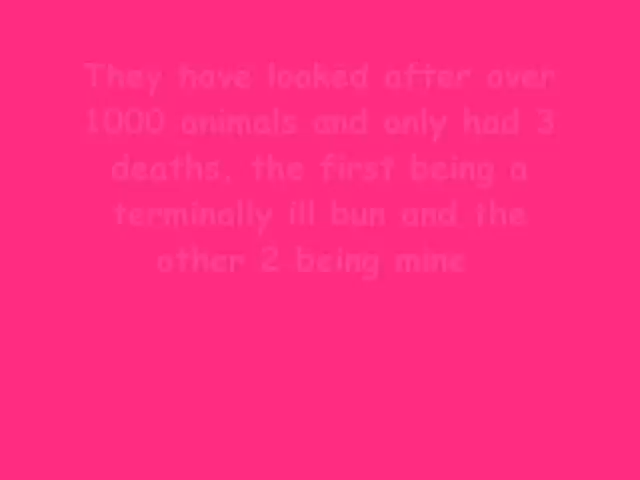 They have looked after over
1000 animals and only had 3
deaths, the first being a
terminally ill bun and the
other 2 being mine